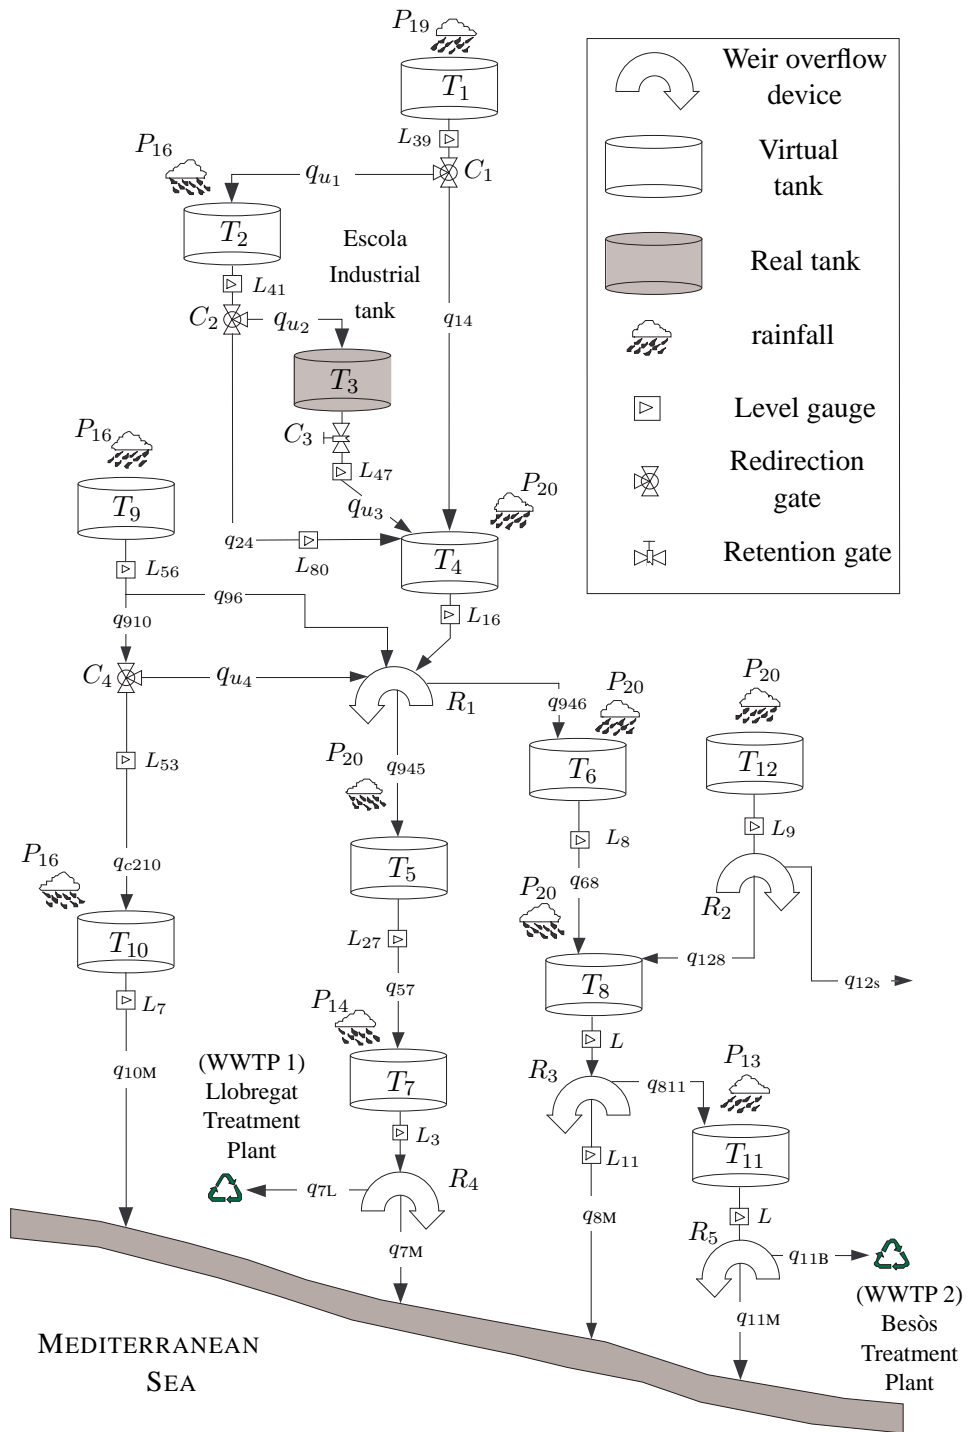 P19
T1
Weir overflow
device
L39
C1
P16
qu1
Virtual
tank
T2
Escola
Industrial
tank
L41
C2
qu2
q14
Real tank
T3
rainfall
C3
L47
Level gauge
P16
T9
qu3
P20
Redirection
gate
q24
L80
T4
Retention gate
L56
q96
L16
q910
C4
qu4
R1
q946
P20
P20
L53
P20
q945
T6
T12
L8
L9
P16
qc210
T5
q68
P20
R2
T10
L27
q128
q12s
T8
L7
q57
P14
L
q10M
(WWTP 1)
Llobregat
Treatment
Plant
T7
R3
q811
P13
L3
L11
T11
q7L
R4
q8M
L
q7M
R5
q11B
q11M
(WWTP 2)
Besòs
Treatment
Plant
MEDITERRANEAN
SEA